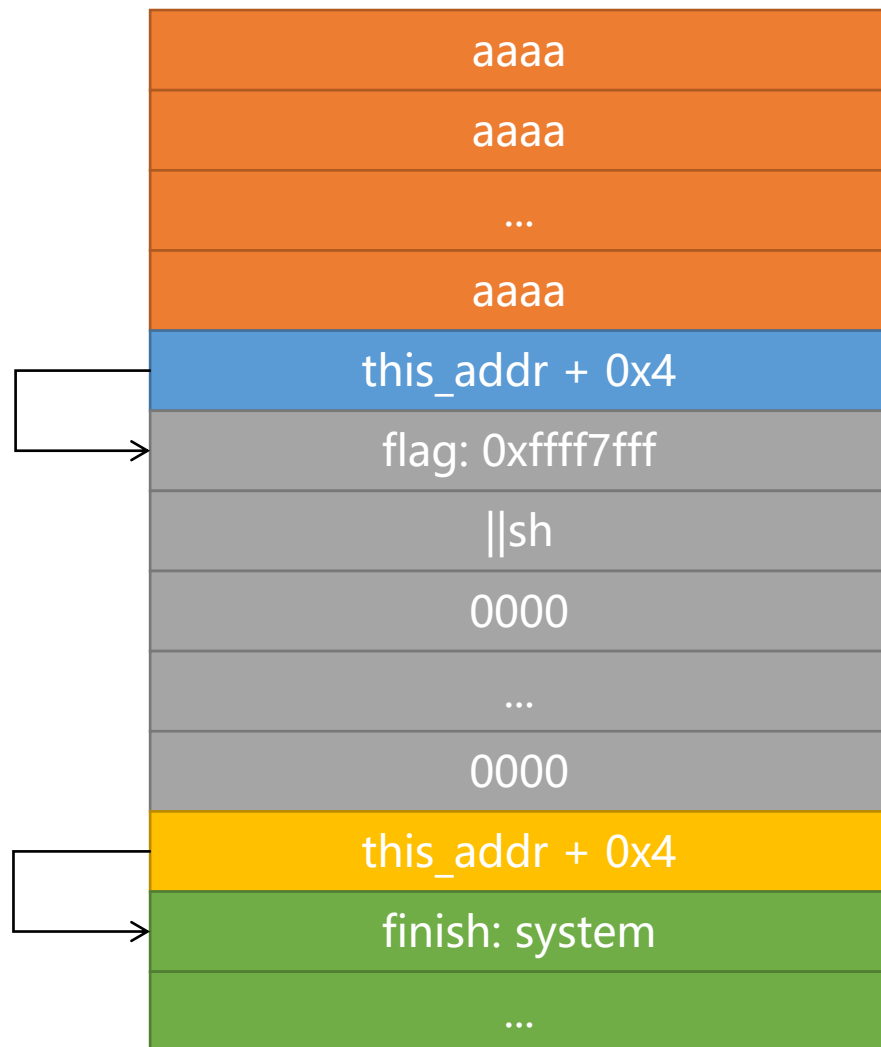 aaaa
aaaa
...
aaaa
this_addr + 0x4
flag: 0xffff7fff
||sh
0000
...
0000
this_addr + 0x4
finish: system
...